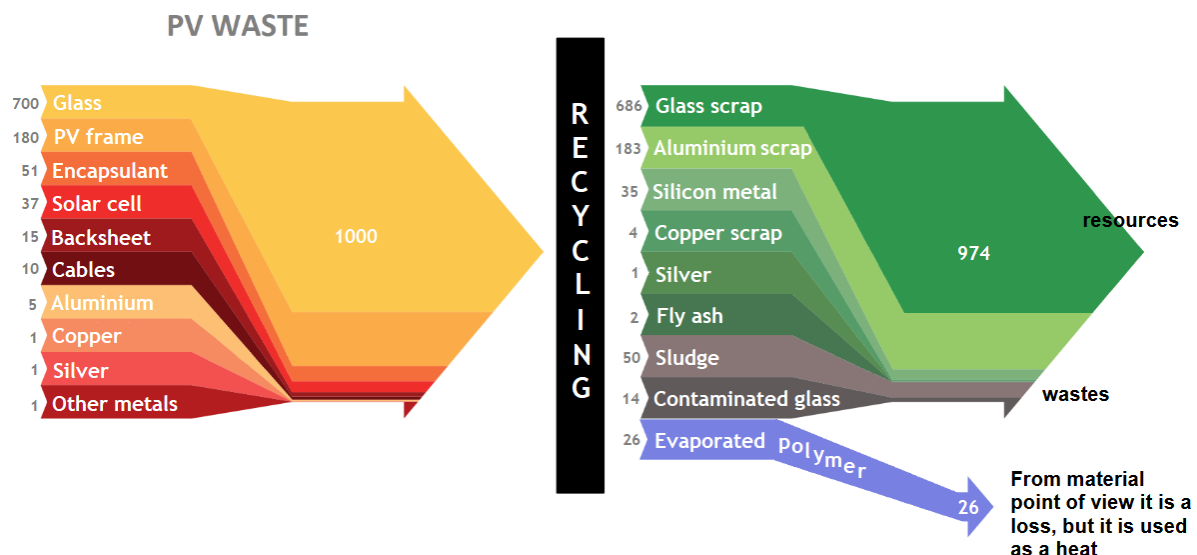 PV WASTE
700 Glass
180 PV frame
51 Encapsulant
37 Solar cell
15 Backsheet
10 Cables
5 Aluminium
1 Copper
1 Silver
1 Other metals
1000
RECYCLING
686 Glass scrap
183 Aluminium scrap
35 Silicon metal
4 Copper scrap
1 Silver
2 Fly ash
50 Sludge
14 Contaminated glass
26 Evaporated polymer
974
resources
wastes
26
From material
point of view it is a
loss, but it is used
as a heat